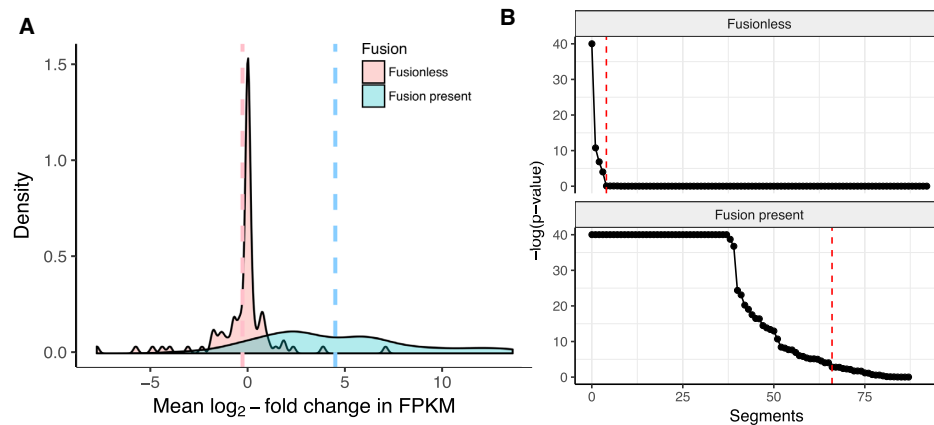 A
Fusion
Fusionless
Fusion present
1.5
1.0
0.5
0.0
Density
−5
0
5
10
Mean log₂−fold change in FPKM
B
Fusionless
40
30
20
10
0
Fusion present
40
30
20
10
0
−log(p−value)
0
25
50
75
Segments